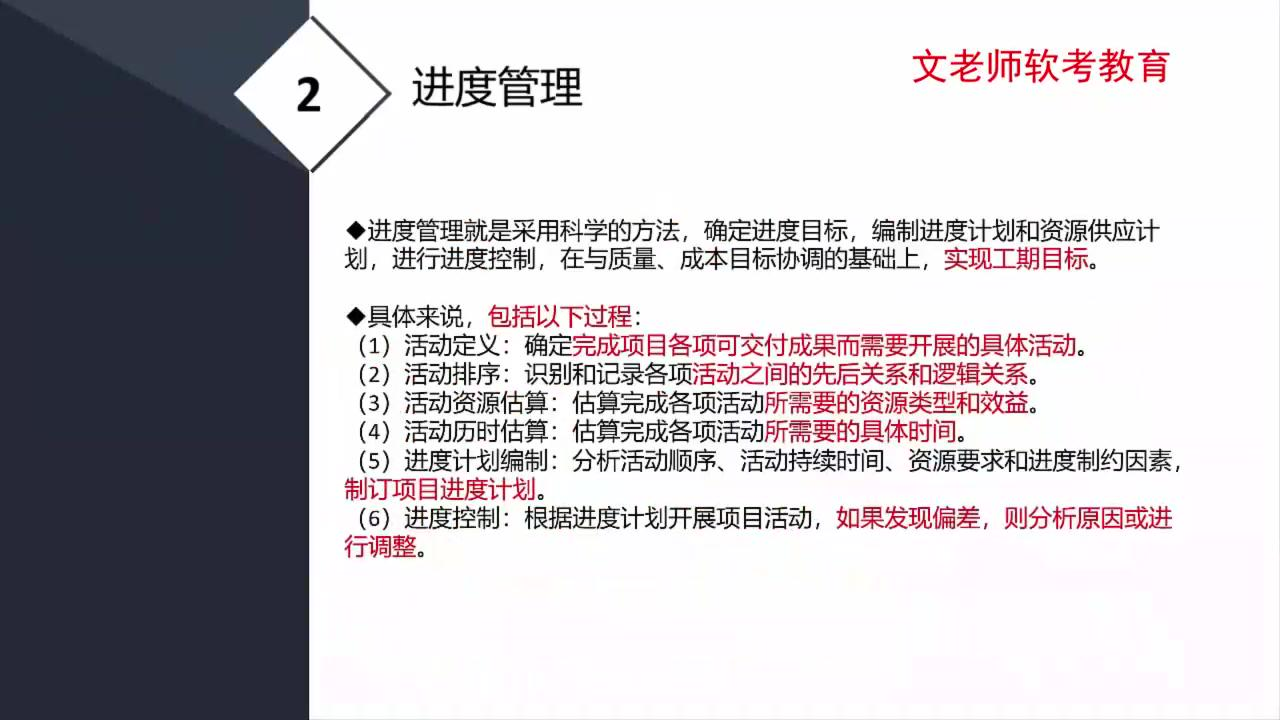 2
进度管理
文老师软考教育
◆进度管理就是采用科学的方法，确定进度目标，编制进度计划和资源供应计
划，进行进度控制，在与质量、成本目标协调的基础上，实现工期目标。
◆具体来说，包括以下过程：
（1）活动定义：确定完成项目各项可交付成果而需要开展的具体活动。
（2）活动排序：识别和记录各项活动之间的先后关系和逻辑关系。
（3）活动资源估算：估算完成各项活动所需要的资源类型和效益。
（4）活动历时估算：估算完成各项活动所需要的具体时间。
（5）进度计划编制：分析活动顺序、活动持续时间、资源要求和进度制约因素，
制订项目进度计划。
（6）进度控制：根据进度计划开展项目活动，如果发现偏差，则分析原因或进
行调整。